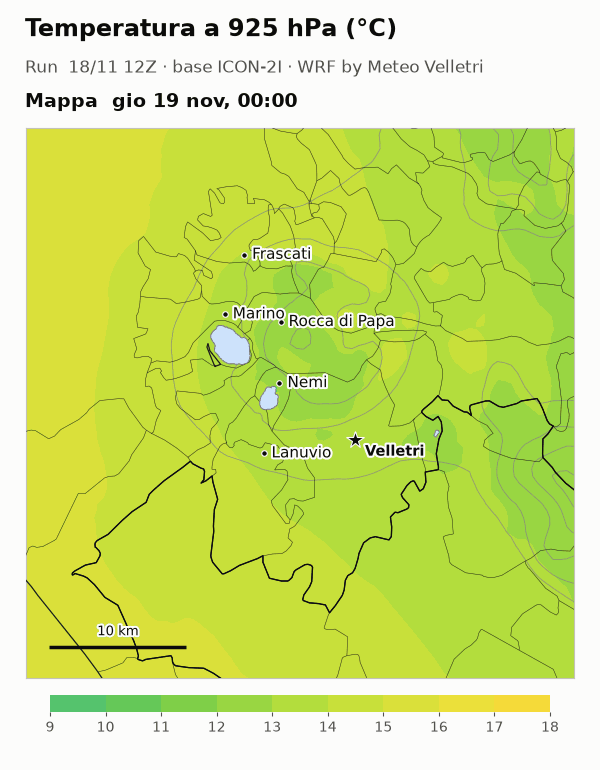 Temperatura a 925 hPa (°C)
Run  18/11 12Z · base ICON-2I · WRF by Meteo Velletri
Mappa  gio 19 nov, 00:00
Frascati
Marino
Rocca di Papa
Nemi
Velletri
Lanuvio
10 km
9 10 11 12 13 14 15 16 17 18